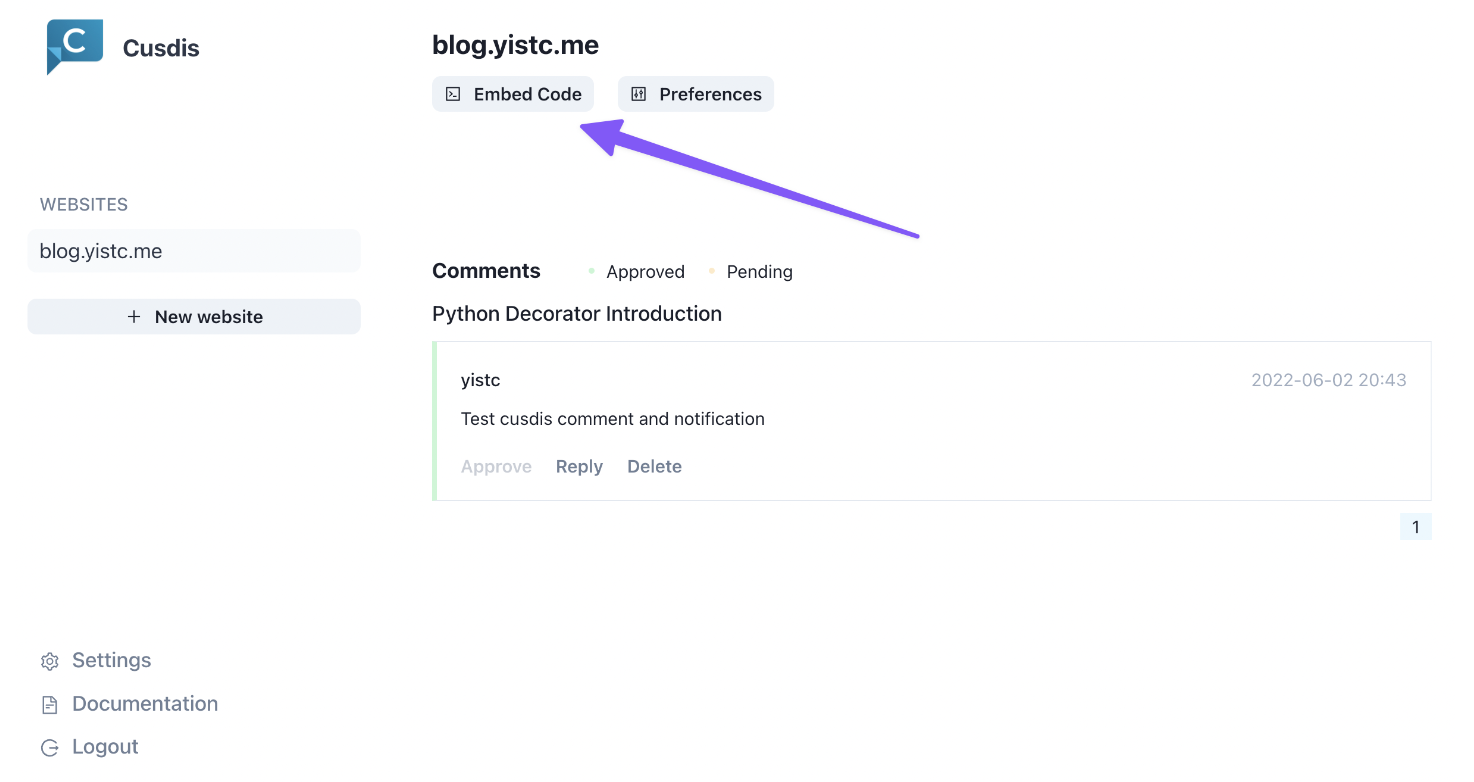 C
Cusdis
blog.yistc.me
Embed Code
Preferences
WEBSITES
blog.yistc.me
+ New website
Comments
Approved
Pending
Python Decorator Introduction
yistc
2022-06-02 20:43
Test cusdis comment and notification
Approve
Reply
Delete
1
Settings
Documentation
Logout